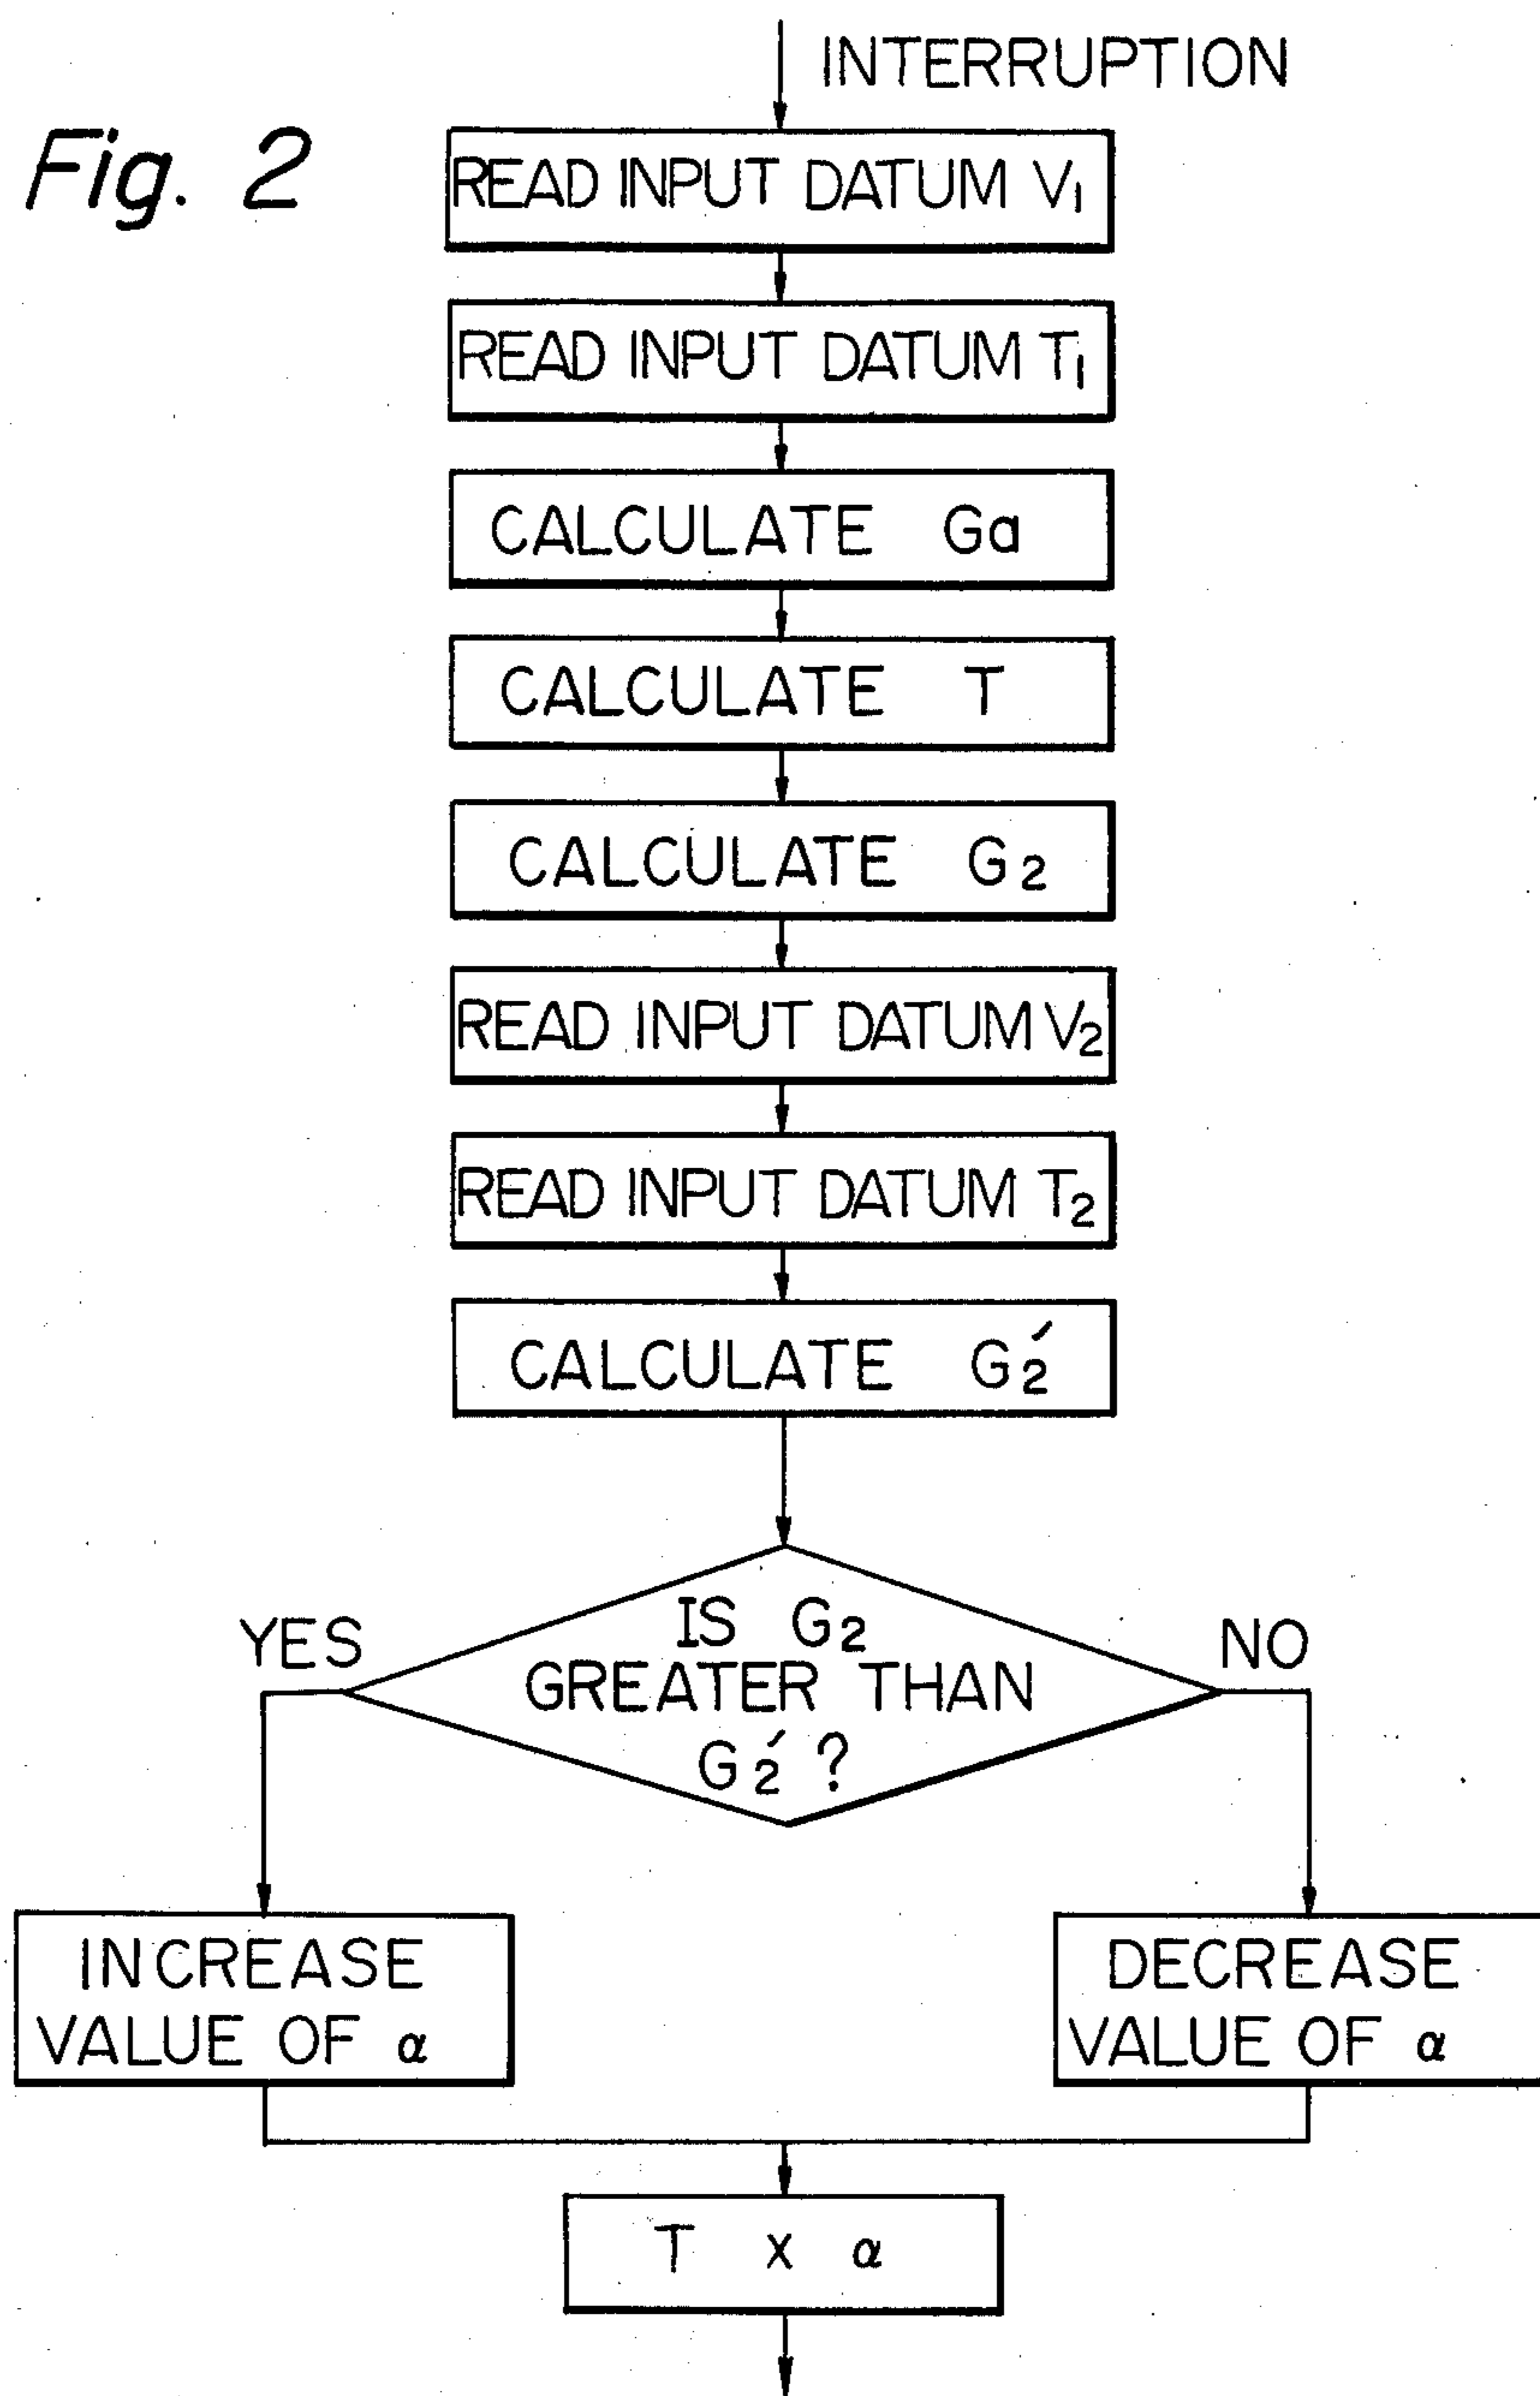 INTERRUPTION
Fig. 2
READ INPUT DATUM V₁
READ INPUT DATUM T₁
CALCULATE Ga
CALCULATE T
CALCULATE G₂
READ INPUT DATUM V₂
READ INPUT DATUM T₂
CALCULATE G₂′
IS G₂
GREATER THAN
G₂′ ?
YES
NO
INCREASE
VALUE OF α
DECREASE
VALUE OF α
T x α